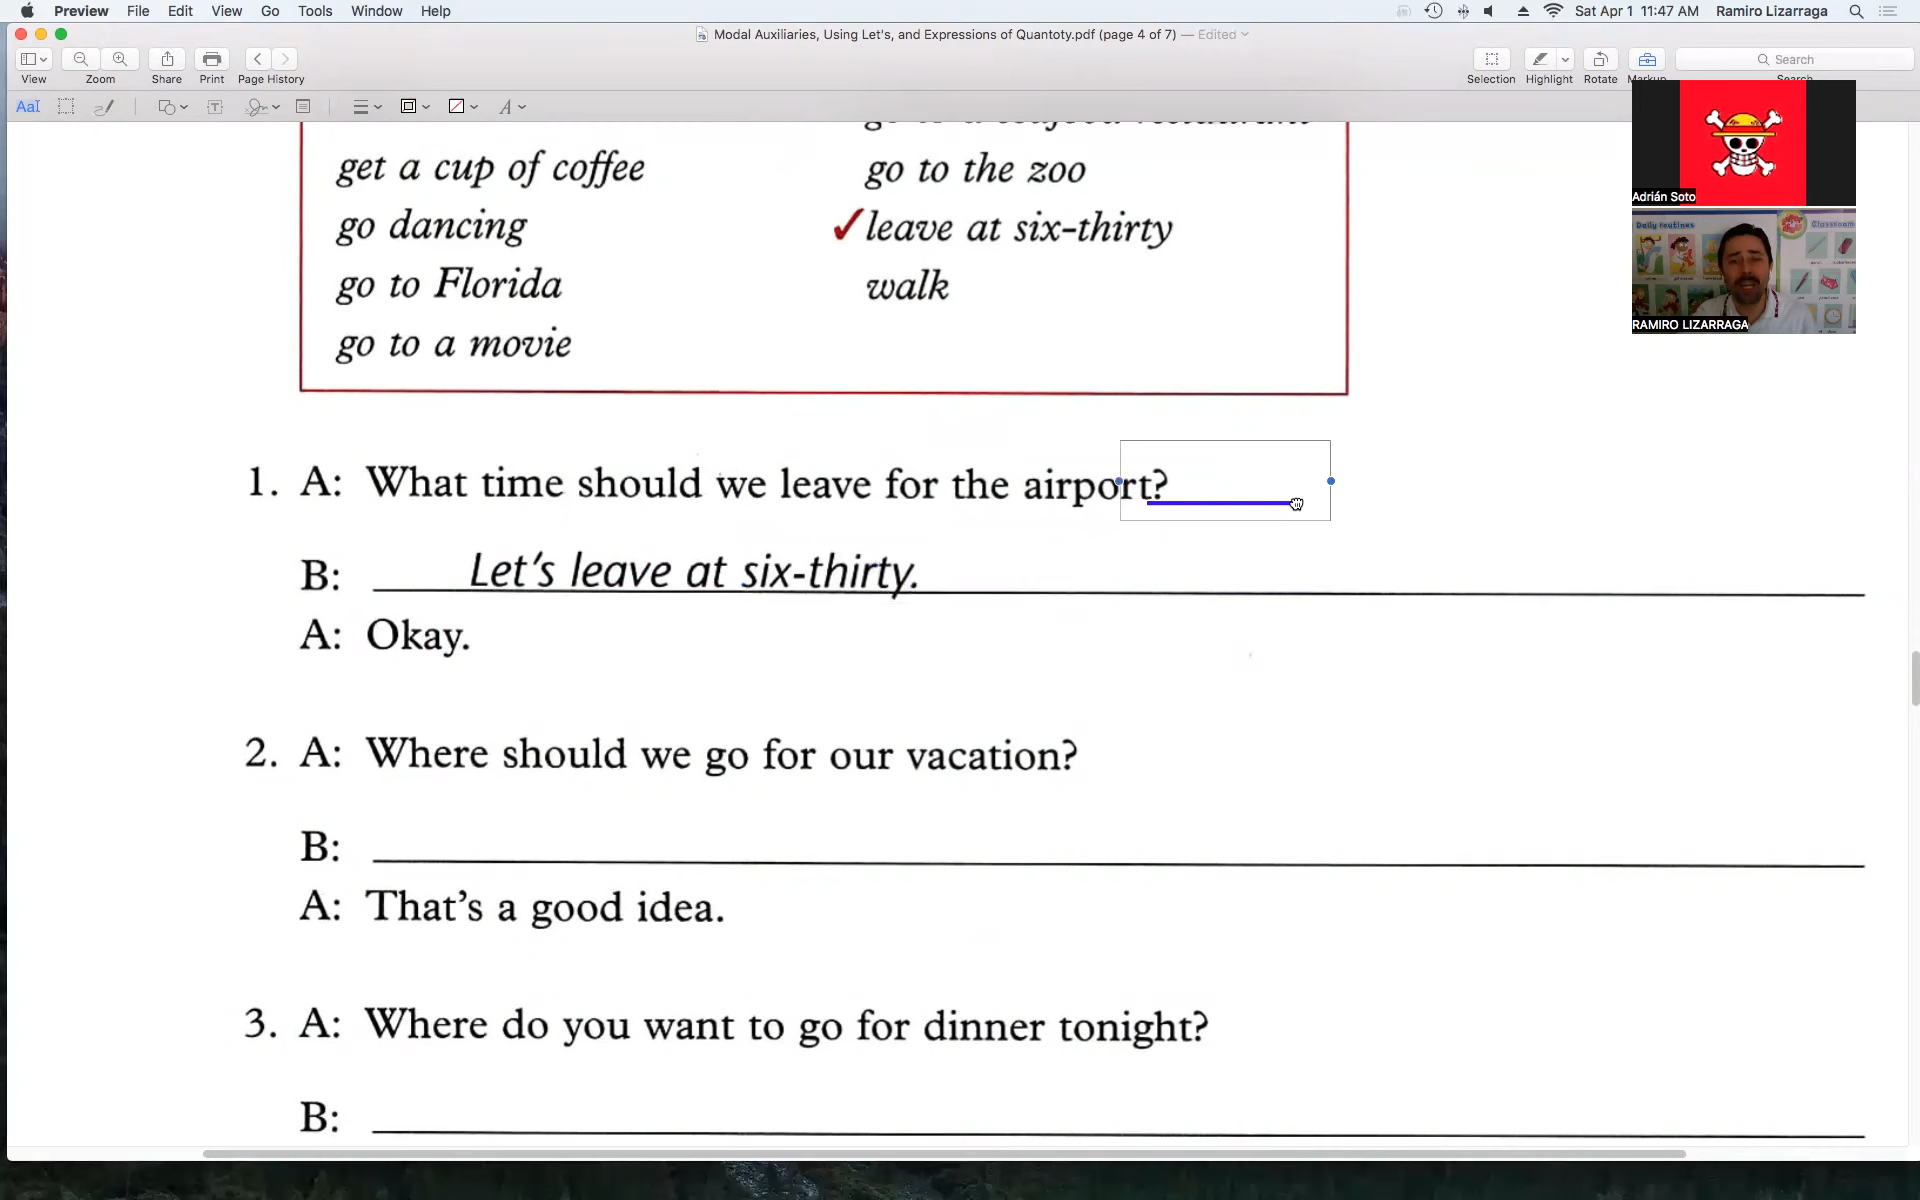 Preview File Edit View Go Tools Window Help Sat Apr 1 11:47 AM Ramiro Lizarraga
Modal Auxiliaries, Using Let's, and Expressions of Quantoty.pdf (page 4 of 7) — Edited
View Zoom Share Print Page History Selection Highlight Rotate Markup Search
Search
get a cup of coffee
go to the zoo
go dancing
✓leave at six-thirty
go to Florida
walk
go to a movie
Adrián Soto
Daily routines
Classroom
RAMIRO LIZARRAGA
1. A: What time should we leave for the airport?
B: Let's leave at six-thirty.
A: Okay.
2. A: Where should we go for our vacation?
B:
A: That's a good idea.
3. A: Where do you want to go for dinner tonight?
B: